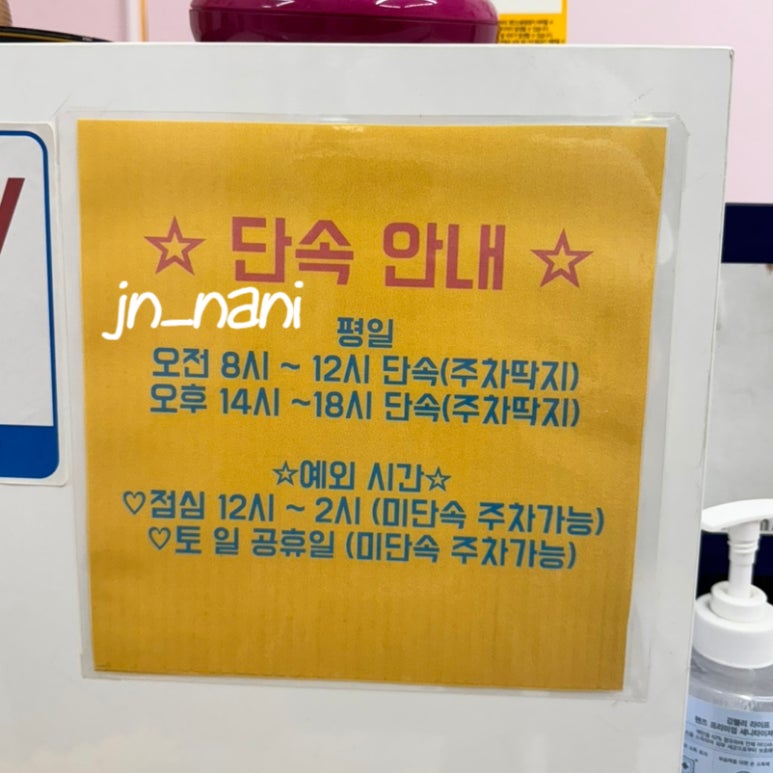 ☆ 단속 안내 ☆
jn_nani
평일
오전 8시 ~ 12시 단속(주차딱지)
오후 14시 ~18시 단속(주차딱지)
☆예외 시간☆
♡점심 12시 ~ 2시 (미단속 주차가능)
♡토 일 공휴일 (미단속 주차가능)